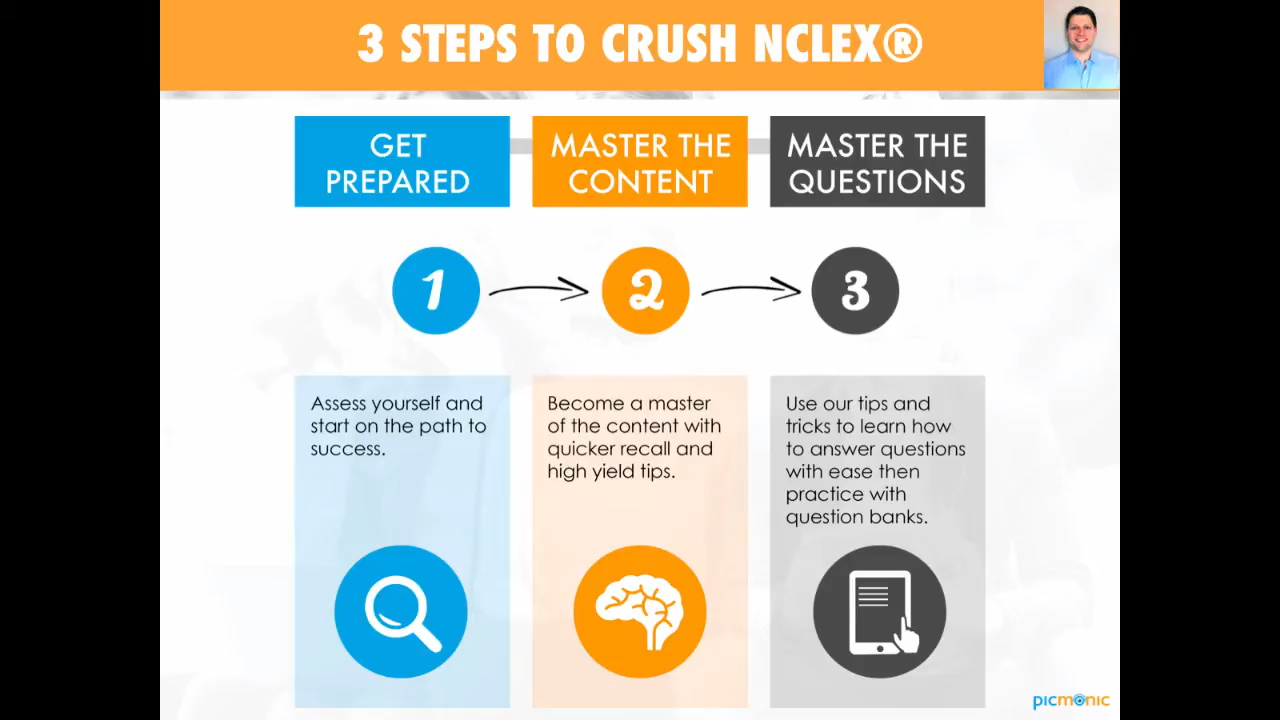 3 STEPS TO CRUSH NCLEX®
GET
PREPARED
MASTER THE
CONTENT
MASTER THE
QUESTIONS
1
2
3
Assess yourself and
start on the path to
success.
Become a master
of the content with
quicker recall and
high yield tips.
Use our tips and
tricks to learn how
to answer questions
with ease then
practice with
question banks.
picmonic